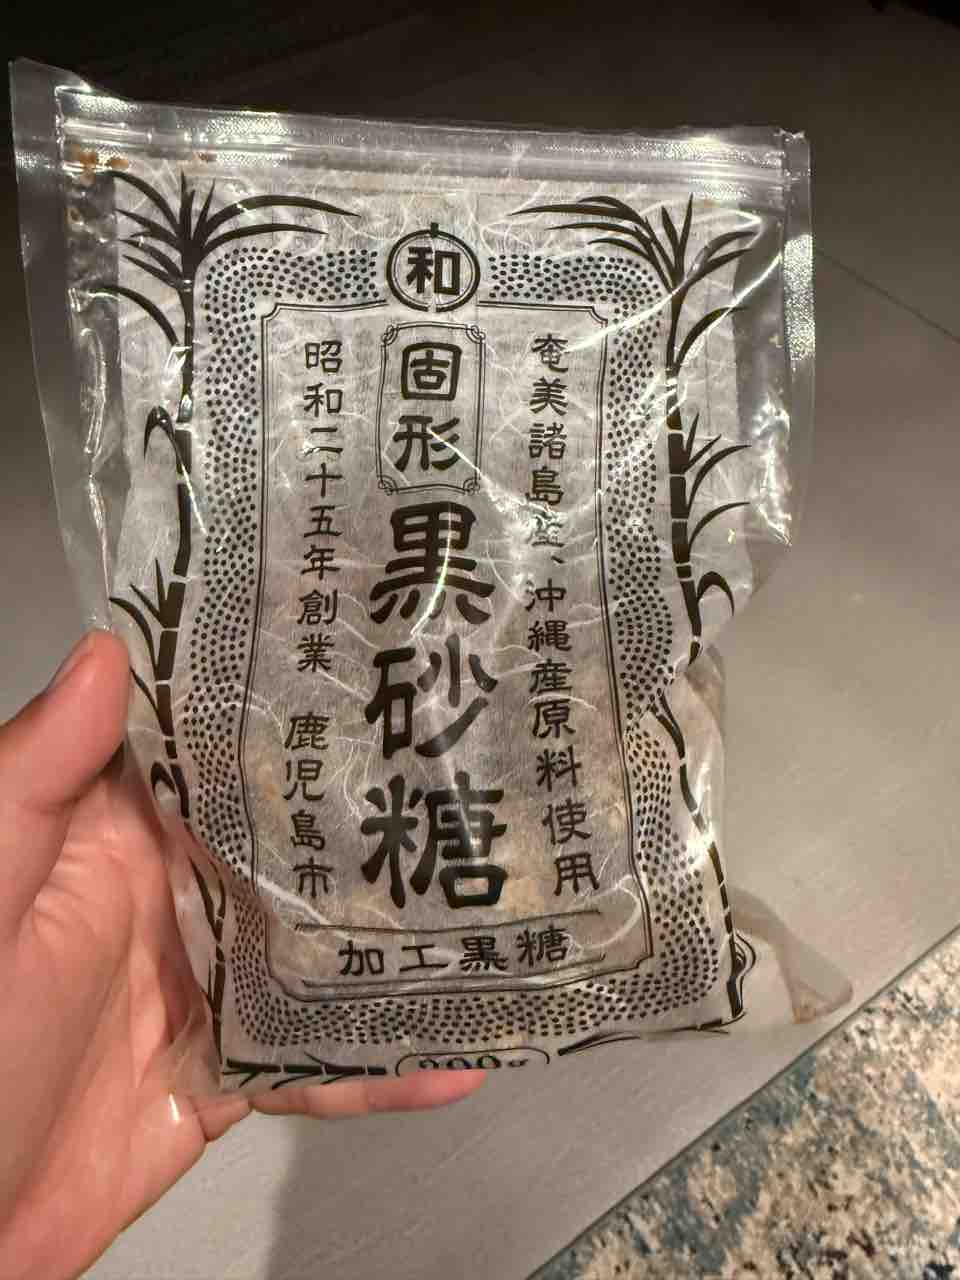 和
固形
黒砂糖
奄美諸島産、沖縄産原料使用
昭和二十五年創業 鹿児島市
加工黒糖
200g